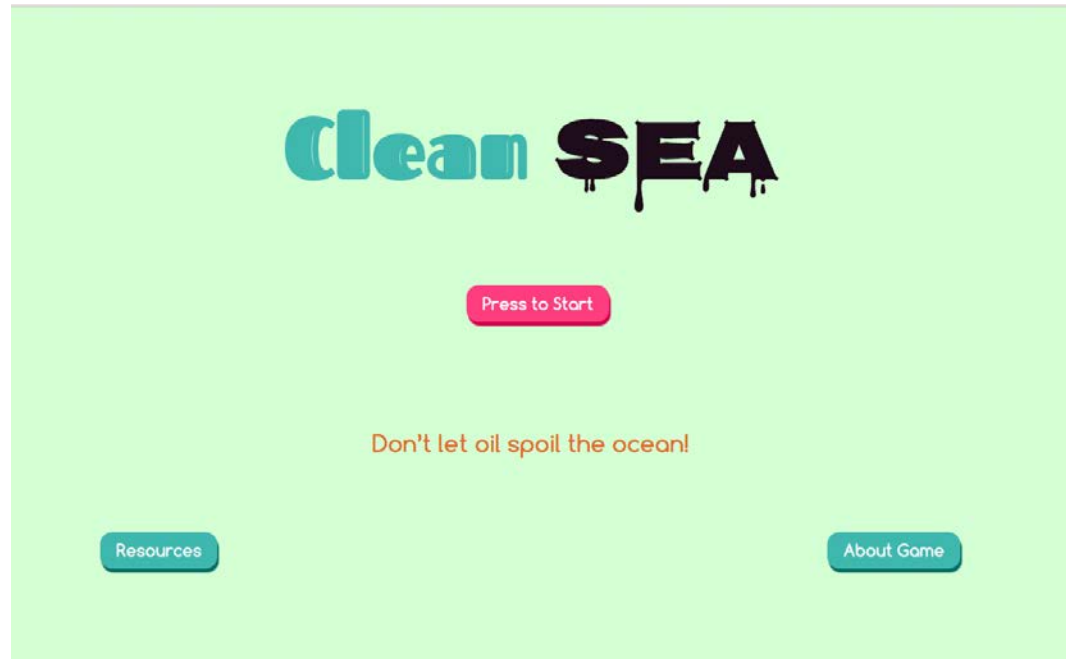 Clean SEA
Press to Start
Don't let oil spoil the ocean!
Resources
About Game